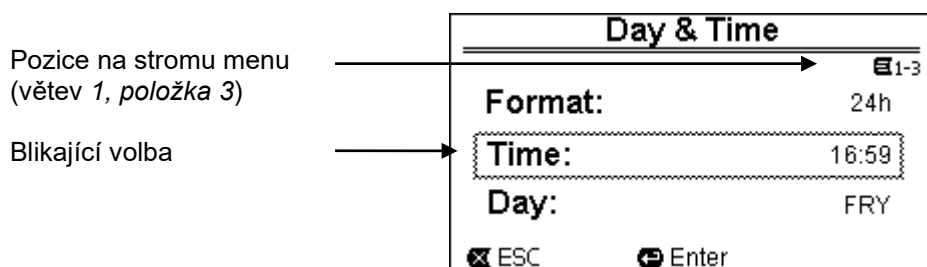 Day & Time
Pozice na stromu menu
(větev 1, položka 3)
1-3
Format: 24h
Blikající volba
Time: 16:59
Day: FRY
ESC Enter